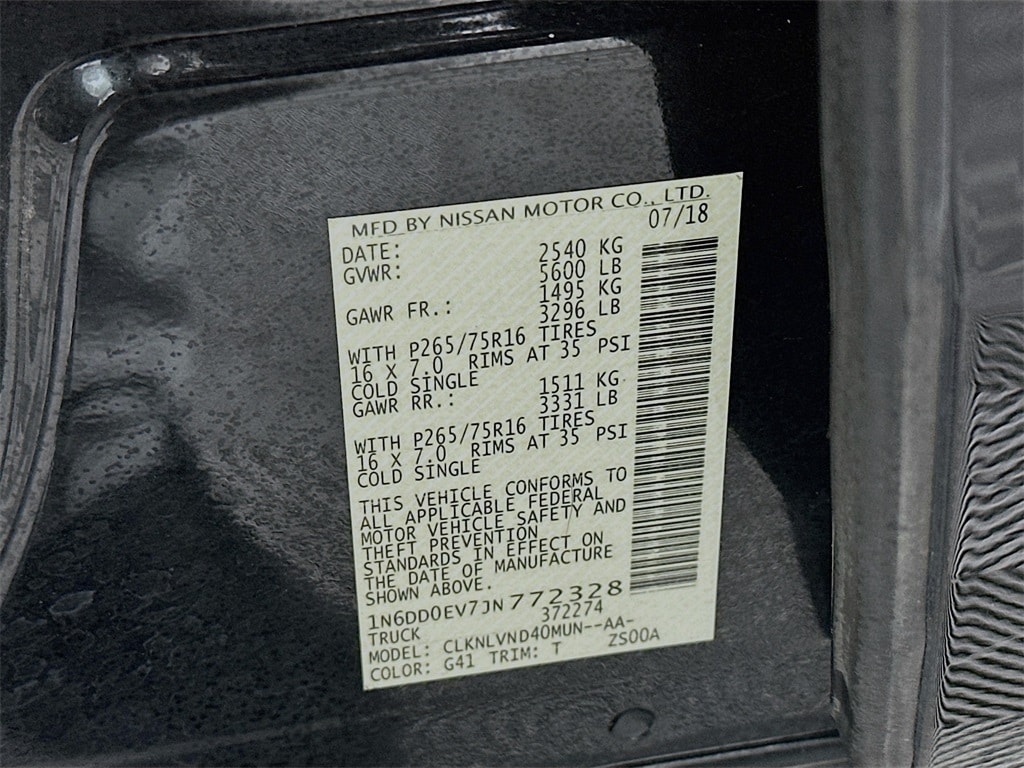 MFD BY NISSAN MOTOR CO., LTD.
DATE: 07/18
GVWR: 2540 KG
5600 LB
GAWR FR.: 1495 KG
3296 LB
WITH P265/75R16 TIRES
16 X 7.0 RIMS AT 35 PSI
COLD SINGLE
GAWR RR.: 1511 KG
3331 LB
WITH P265/75R16 TIRES
16 X 7.0 RIMS AT 35 PSI
COLD SINGLE
THIS VEHICLE CONFORMS TO
ALL APPLICABLE FEDERAL
MOTOR VEHICLE SAFETY AND
THEFT PREVENTION
STANDARDS IN EFFECT ON
THE DATE OF MANUFACTURE
SHOWN ABOVE.
1N6DD0EV7JN772328
TRUCK 372274
MODEL: CLKNLVND40MUN--AA-
COLOR: G41 TRIM: T ZS00A